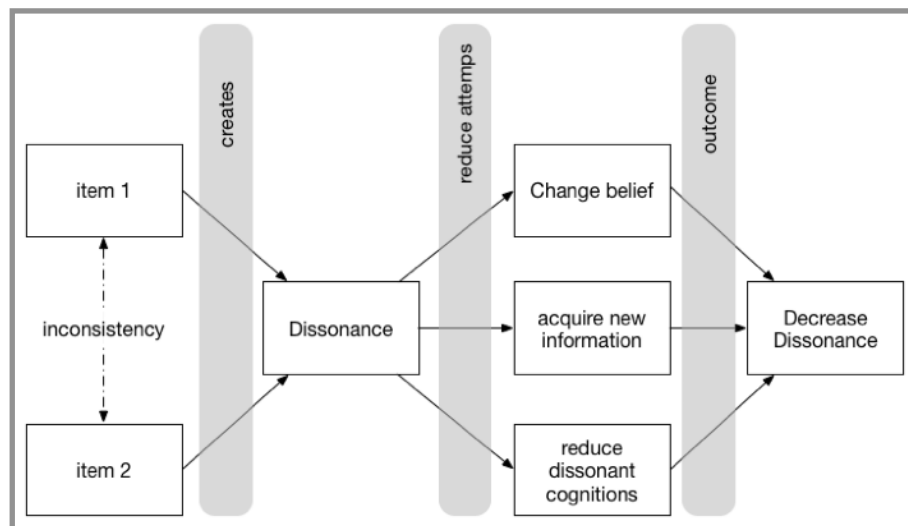 creates
reduce attemps
outcome
item 1
Change belief
inconsistency
Dissonance
acquire new
information
Decrease
Dissonance
item 2
reduce
dissonant
cognitions